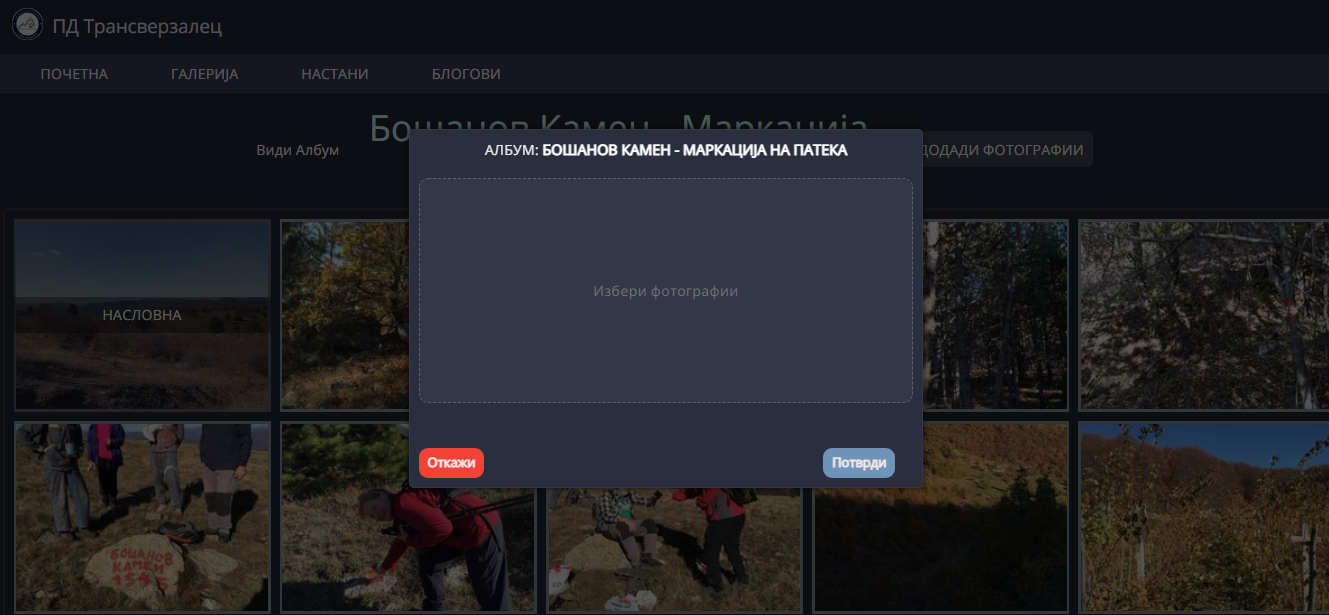 ПД Трансверзалец
ПОЧЕТНА ГАЛЕРИЈА НАСТАНИ БЛОГОВИ
Бошанов Камен - Маркација
Види Албум
ДОДАДИ ФОТОГРАФИИ
АЛБУМ: БОШАНОВ КАМЕН - МАРКАЦИЈА НА ПАТЕКА
Избери фотографии
НАСЛОВНА
Откажи
Потврди
БОШАНОВ
КАМЕН